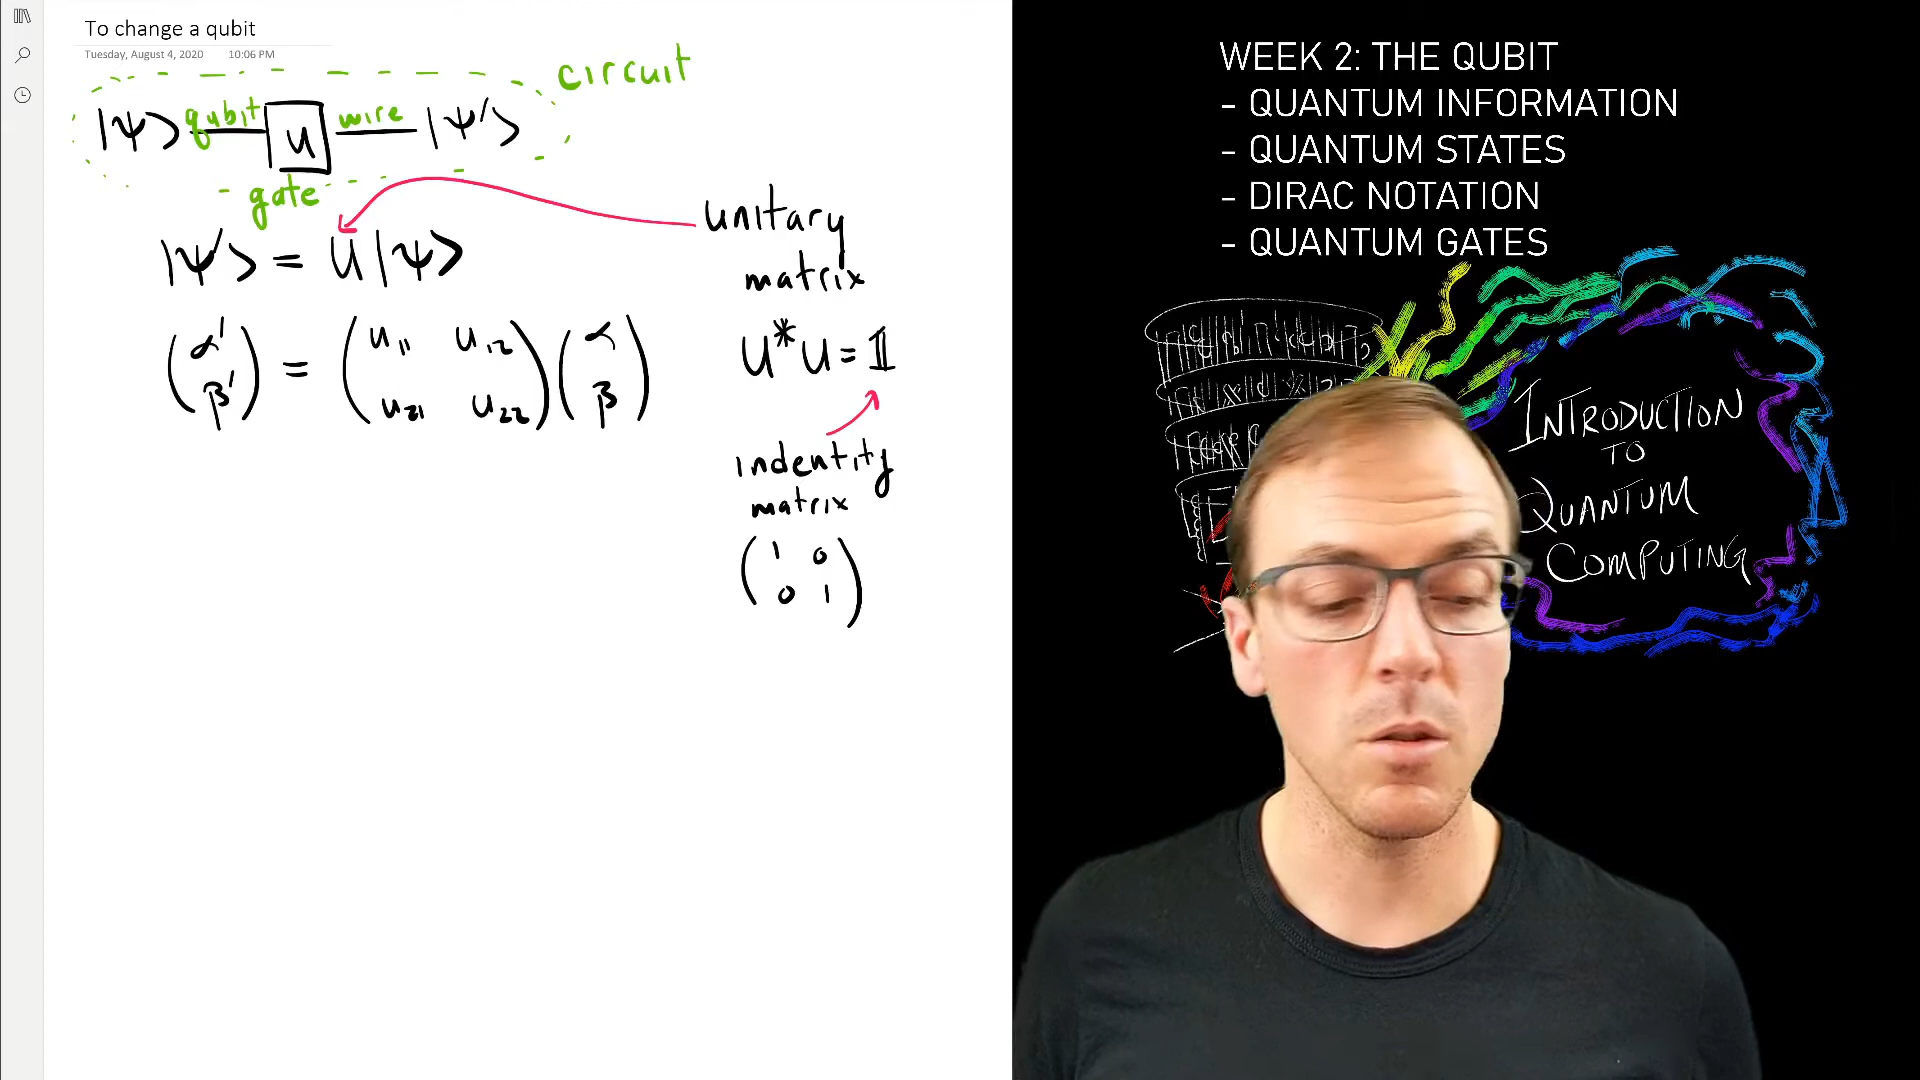 To change a qubit
Tuesday, August 4, 2020 10:06 PM
circuit
|ψ⟩ qubit U wire |ψ'⟩
gate
unitary
matrix
|ψ'⟩ = U|ψ⟩
U*U = 𝟙
(α' β') = (u₁₁ u₁₂ u₂₁ u₂₂)(α β)
indentity
matrix
(1 0
0 1)
WEEK 2: THE QUBIT
- QUANTUM INFORMATION
- QUANTUM STATES
- DIRAC NOTATION
- QUANTUM GATES
INTRODUCTION
TO
QUANTUM
COMPUTING